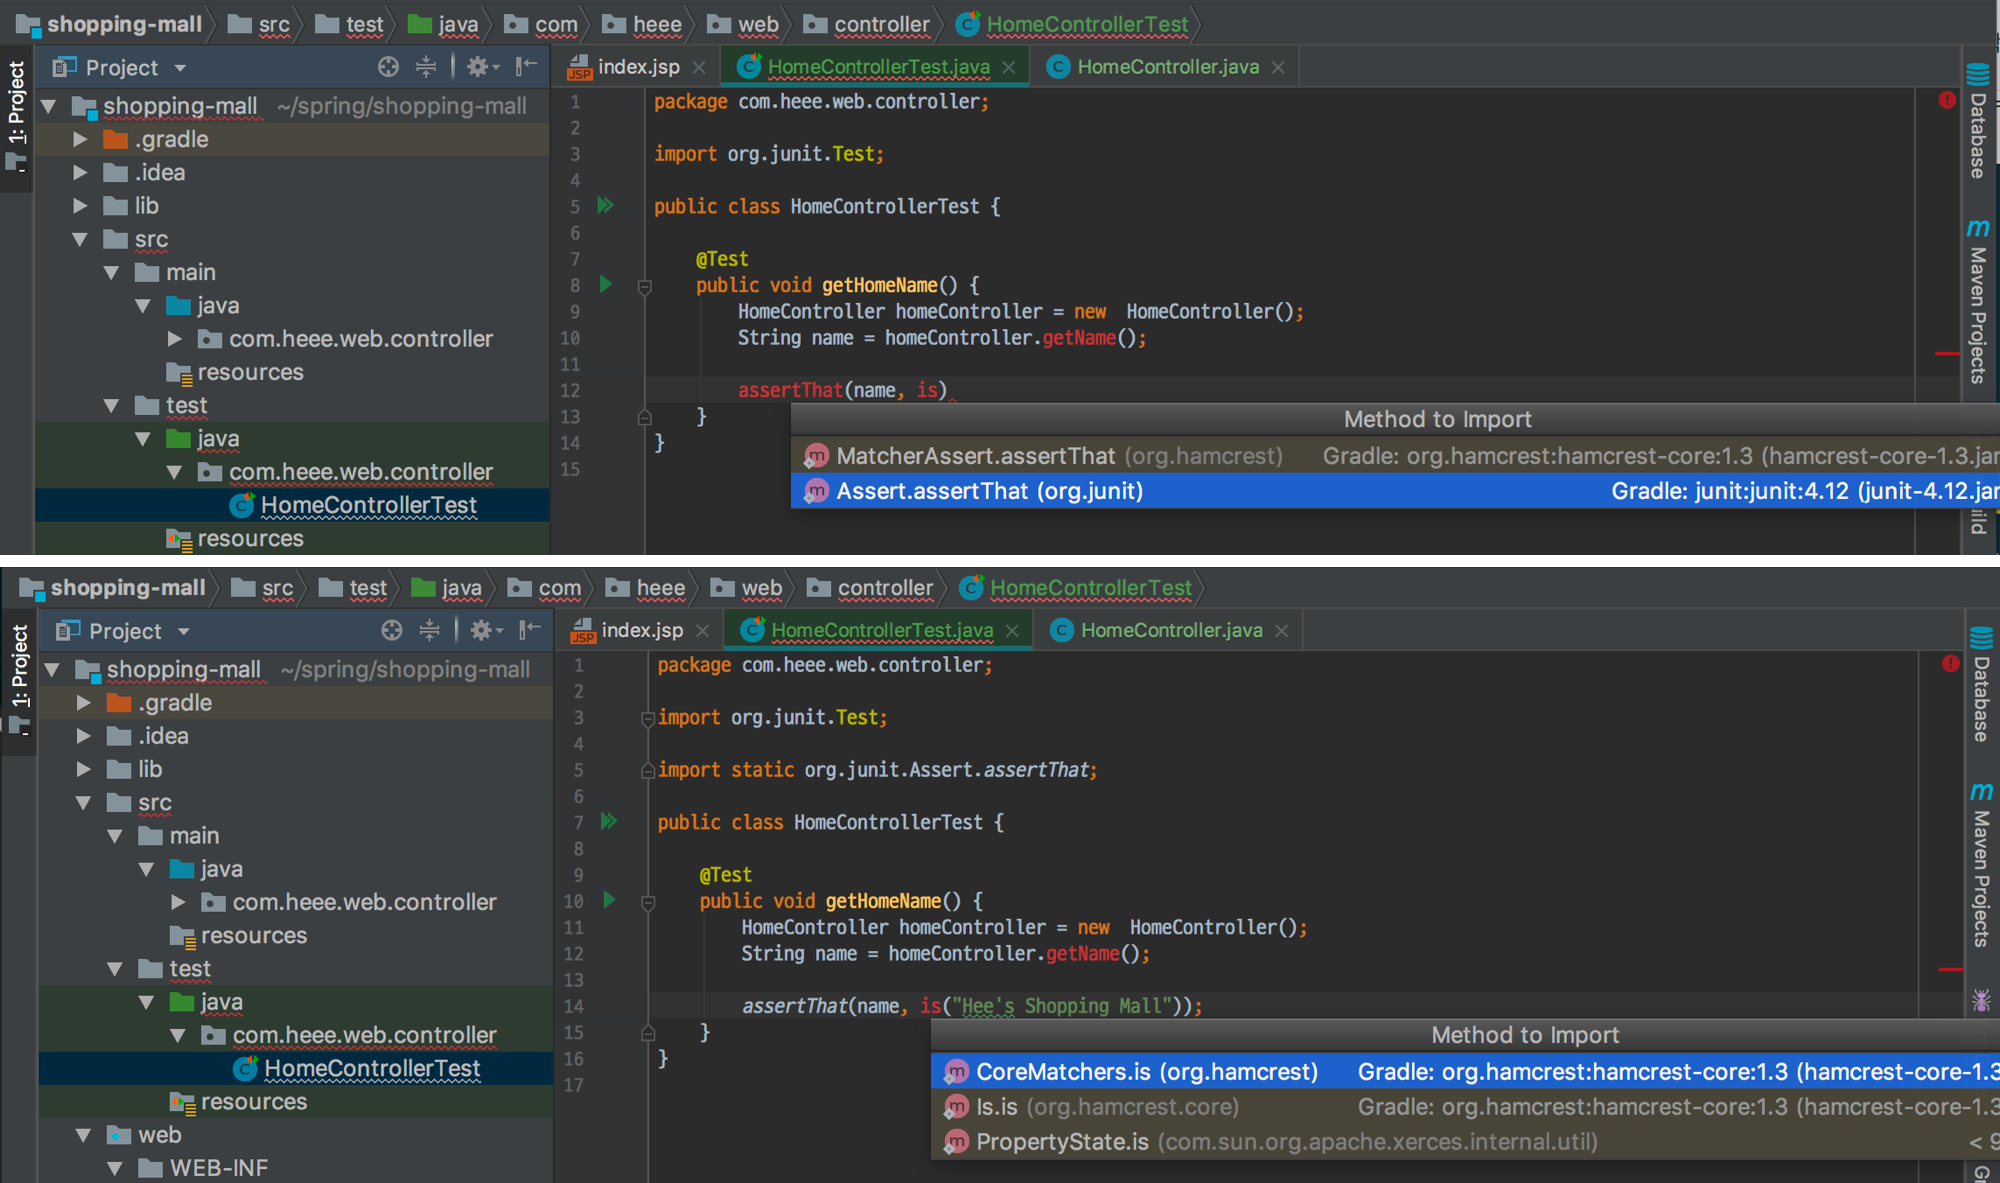 shopping-mall src test java com heee web controller HomeControllerTest
1: Project
Project
index.jsp HomeControllerTest.java HomeController.java
shopping-mall ~/spring/shopping-mall
.gradle
.idea
lib
src
main
java
com.heee.web.controller
resources
test
java
com.heee.web.controller
HomeControllerTest
resources
1 package com.heee.web.controller;
2
3 import org.junit.Test;
4
5 public class HomeControllerTest {
6
7 @Test
8 public void getHomeName() {
9 HomeController homeController = new  HomeController();
10 String name = homeController.getName();
11
12 assertThat(name, is)
13 }
14 }
15
Method to Import
MatcherAssert.assertThat (org.hamcrest) Gradle: org.hamcrest:hamcrest-core:1.3 (hamcrest-core-1.3.jar
Assert.assertThat (org.junit) Gradle: junit:junit:4.12 (junit-4.12.jar
Database
Maven Projects
ild
shopping-mall src test java com heee web controller HomeControllerTest
1: Project
Project
index.jsp HomeControllerTest.java HomeController.java
shopping-mall ~/spring/shopping-mall
.gradle
.idea
lib
src
main
java
com.heee.web.controller
resources
test
java
com.heee.web.controller
HomeControllerTest
resources
web
WEB-INF
1 package com.heee.web.controller;
2
3 import org.junit.Test;
4
5 import static org.junit.Assert.assertThat;
6
7 public class HomeControllerTest {
8
9 @Test
10 public void getHomeName() {
11 HomeController homeController = new  HomeController();
12 String name = homeController.getName();
13
14 assertThat(name, is("Hee's Shopping Mall"));
15 }
16 }
17
Method to Import
CoreMatchers.is (org.hamcrest) Gradle: org.hamcrest:hamcrest-core:1.3 (hamcrest-core-1.3
Is.is (org.hamcrest.core) Gradle: org.hamcrest:hamcrest-core:1.3 (hamcrest-core-1.3
PropertyState.is (com.sun.org.apache.xerces.internal.util) < 9
Database
Maven Projects
G